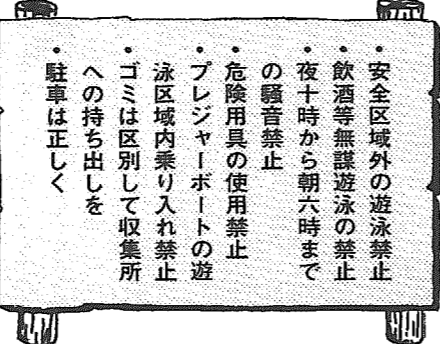 ・安全区域外の遊泳禁止
・飲酒等無謀遊泳の禁止
・夜十時から朝六時まで
の騒音禁止
・危険用具の使用禁止
・プレジャーボートの遊
泳区域内乗り入れ禁止
・ゴミは区別して収集所
への持ち出しを
・駐車は正しく